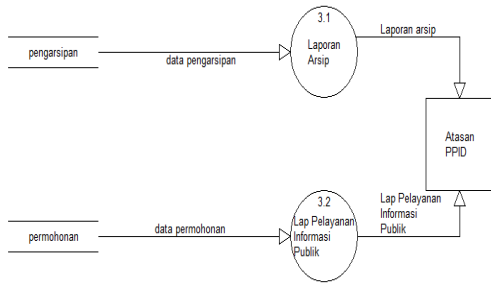 3.1
Laporan
Arsip
Laporan arsip
pengarsipan
data pengarsipan
Atasan
PPID
3.2
Lap Pelayanan
Informasi
Publik
Lap Pelayanan
Informasi
Publik
permohonan
data permohonan